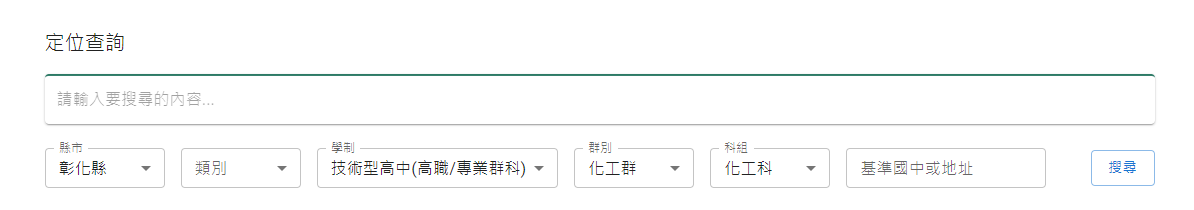 定位查詢
請輸入要搜尋的內容...
縣市 學制 群別 科組
彰化縣 類別 技術型高中(高職/專業群科) 化工群 化工科 基準國中或地址 搜尋